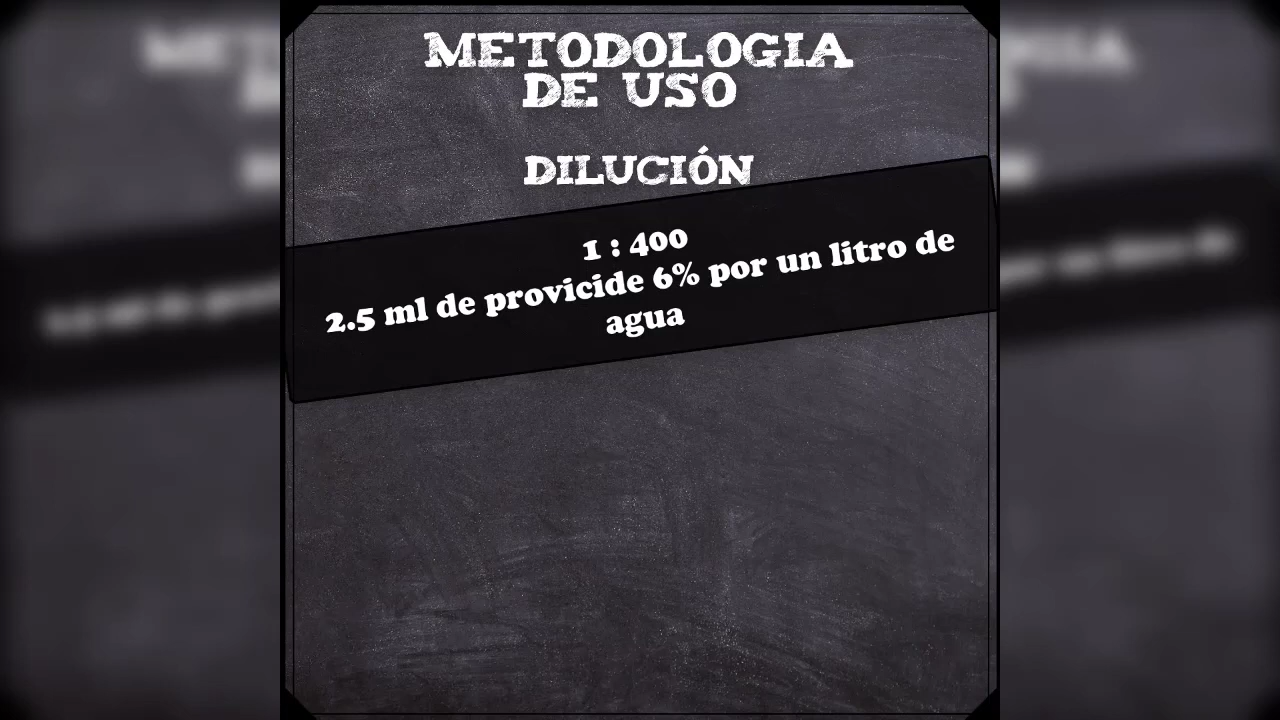 METODOLOGIA
DE USO
DILUCIÓN
1 : 400
2.5 ml de provicide 6% por un litro de
agua